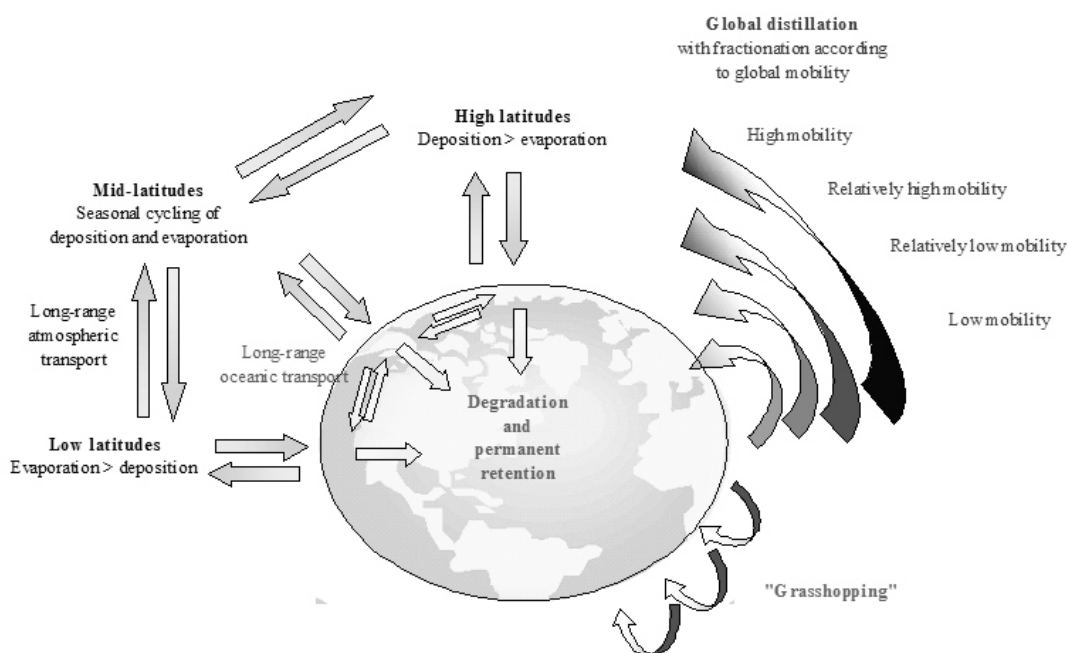 Global distillation
with fractionation according
to global mobility
High latitudes
Deposition > evaporation
High mobility
Mid-latitudes
Seasonal cycling of
deposition and evaporation
Relatively high mobility
Relatively low mobility
Long-range
atmospheric
transport
Low mobility
Long-range
oceanic transport
Degradation
and
permanent
retention
Low latitudes
Evaporation > deposition
"Grasshopping"